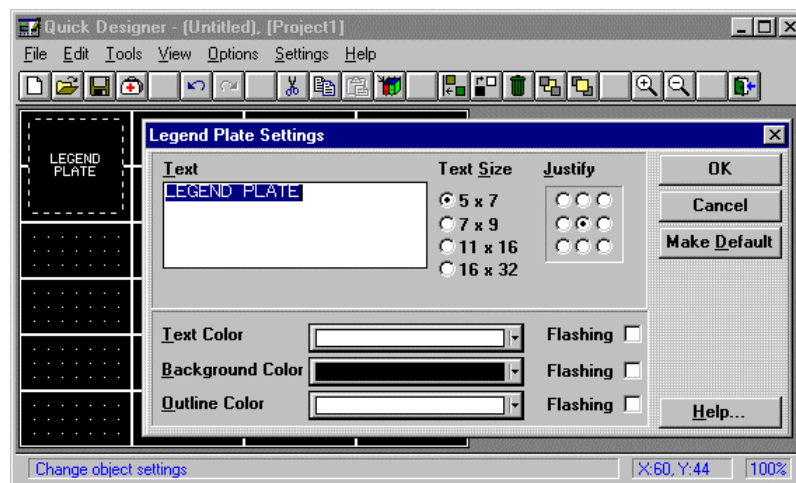 Quick Designer - (Untitled), [Project1]
File Edit Tools View Options Settings Help
LEGEND
PLATE
Legend Plate Settings
Text
LEGEND PLATE
Text Size
5 x 7
7 x 9
11 x 16
16 x 32
Justify
OK
Cancel
Make Default
Text Color
Flashing
Background Color
Flashing
Outline Color
Flashing
Help...
Change object settings
X:60, Y:44
100%